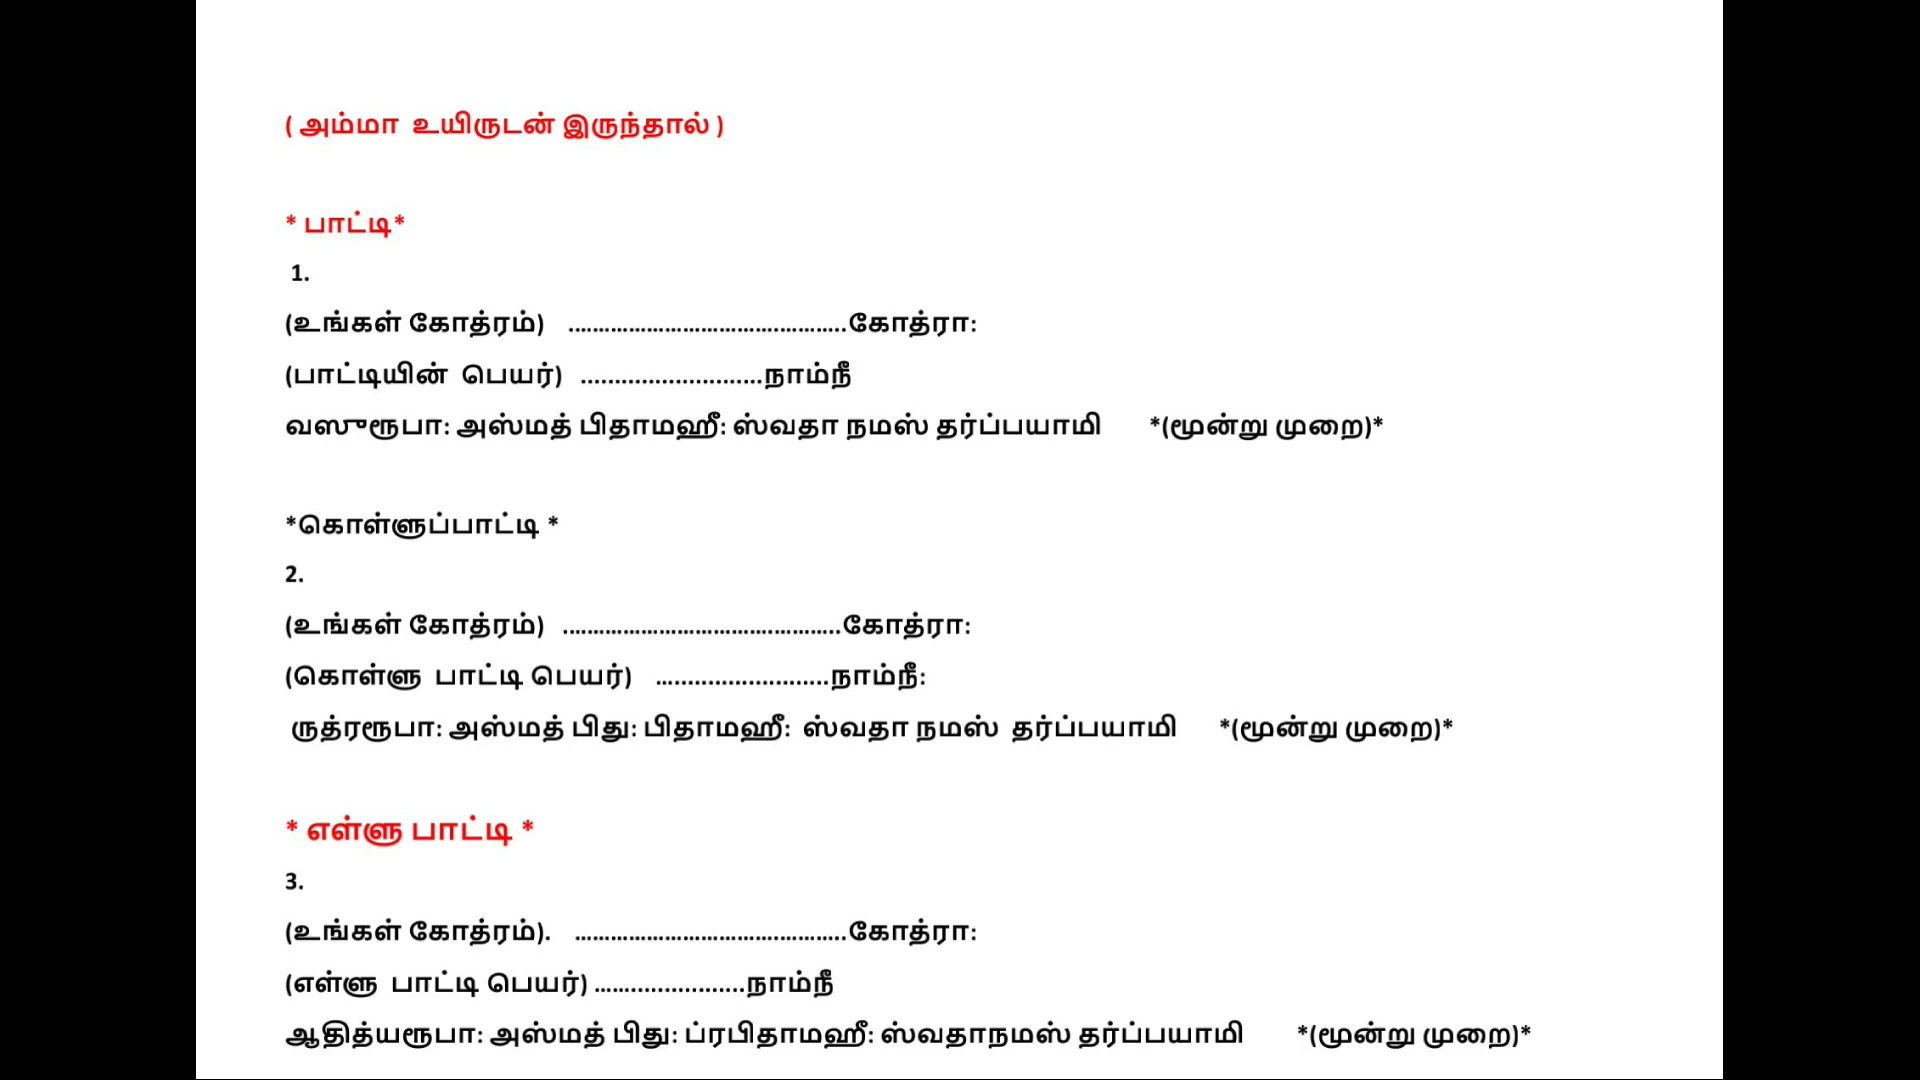 ( அம்மா உயிருடன் இருந்தால் )
* பாட்டி*
1.
(உங்கள் கோத்ரம்) ..........................................கோத்ரா:
(பாட்டியின் பெயர்) ...........................நாம்நீ
வஸுரூபா: அஸ்மத் பிதாமஹீ: ஸ்வதா நமஸ் தர்ப்பயாமி *(மூன்று முறை)*
*கொள்ளுப்பாட்டி *
2.
(உங்கள் கோத்ரம்) ..........................................கோத்ரா:
(கொள்ளு பாட்டி பெயர்) ..........................நாம்நீ:
ருத்ரரூபா: அஸ்மத் பிது: பிதாமஹீ: ஸ்வதா நமஸ் தர்ப்பயாமி *(மூன்று முறை)*
* எள்ளு பாட்டி *
3.
(உங்கள் கோத்ரம்). .........................................கோத்ரா:
(எள்ளு பாட்டி பெயர்) .......................நாம்நீ
ஆதித்யரூபா: அஸ்மத் பிது: ப்ரபிதாமஹீ: ஸ்வதாநமஸ் தர்ப்பயாமி *(மூன்று முறை)*